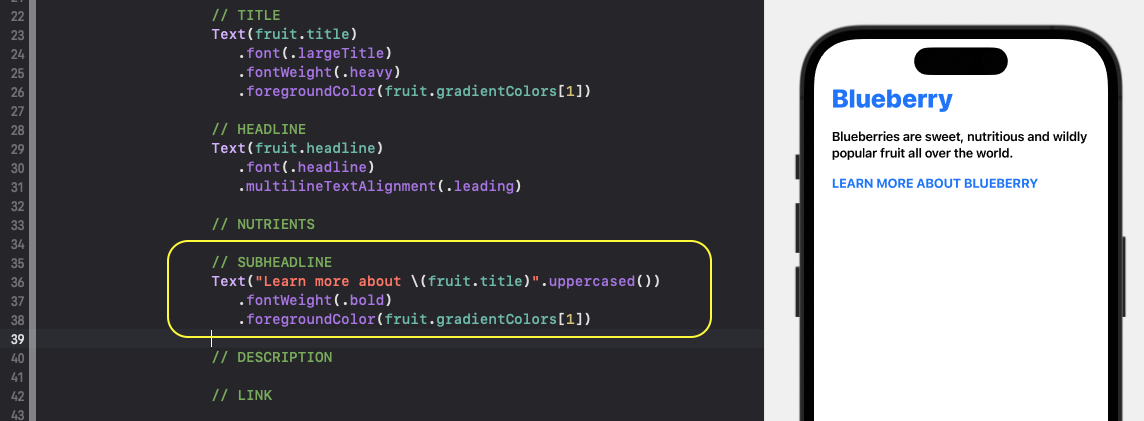 22 // TITLE
23 Text(fruit.title)
24 .font(.largeTitle)
25 .fontWeight(.heavy)
26 .foregroundColor(fruit.gradientColors[1])
27
28 // HEADLINE
29 Text(fruit.headline)
30 .font(.headline)
31 .multilineTextAlignment(.leading)
32
33 // NUTRIENTS
34
35 // SUBHEADLINE
36 Text("Learn more about \(fruit.title)".uppercased())
37 .fontWeight(.bold)
38 .foregroundColor(fruit.gradientColors[1])
39
40 // DESCRIPTION
41
42 // LINK
43
Blueberry
Blueberries are sweet, nutritious and wildly
popular fruit all over the world.
LEARN MORE ABOUT BLUEBERRY